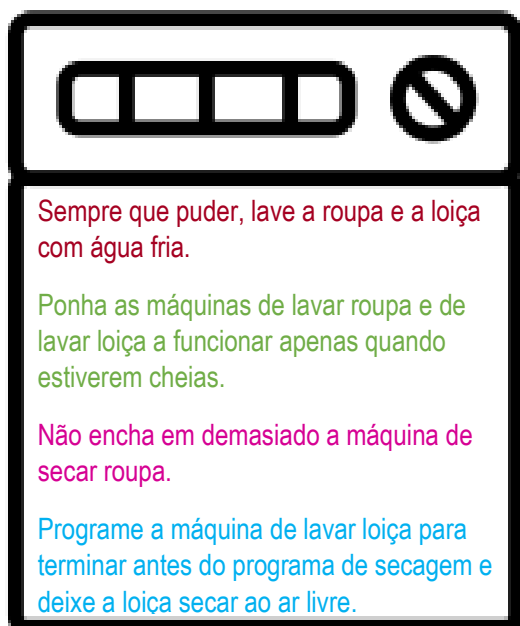 Sempre que puder, lave a roupa e a loiça
com água fria.
Ponha as máquinas de lavar roupa e de
lavar loiça a funcionar apenas quando
estiverem cheias.
Não encha em demasiado a máquina de
secar roupa.
Programe a máquina de lavar loiça para
terminar antes do programa de secagem e
deixe a loiça secar ao ar livre.